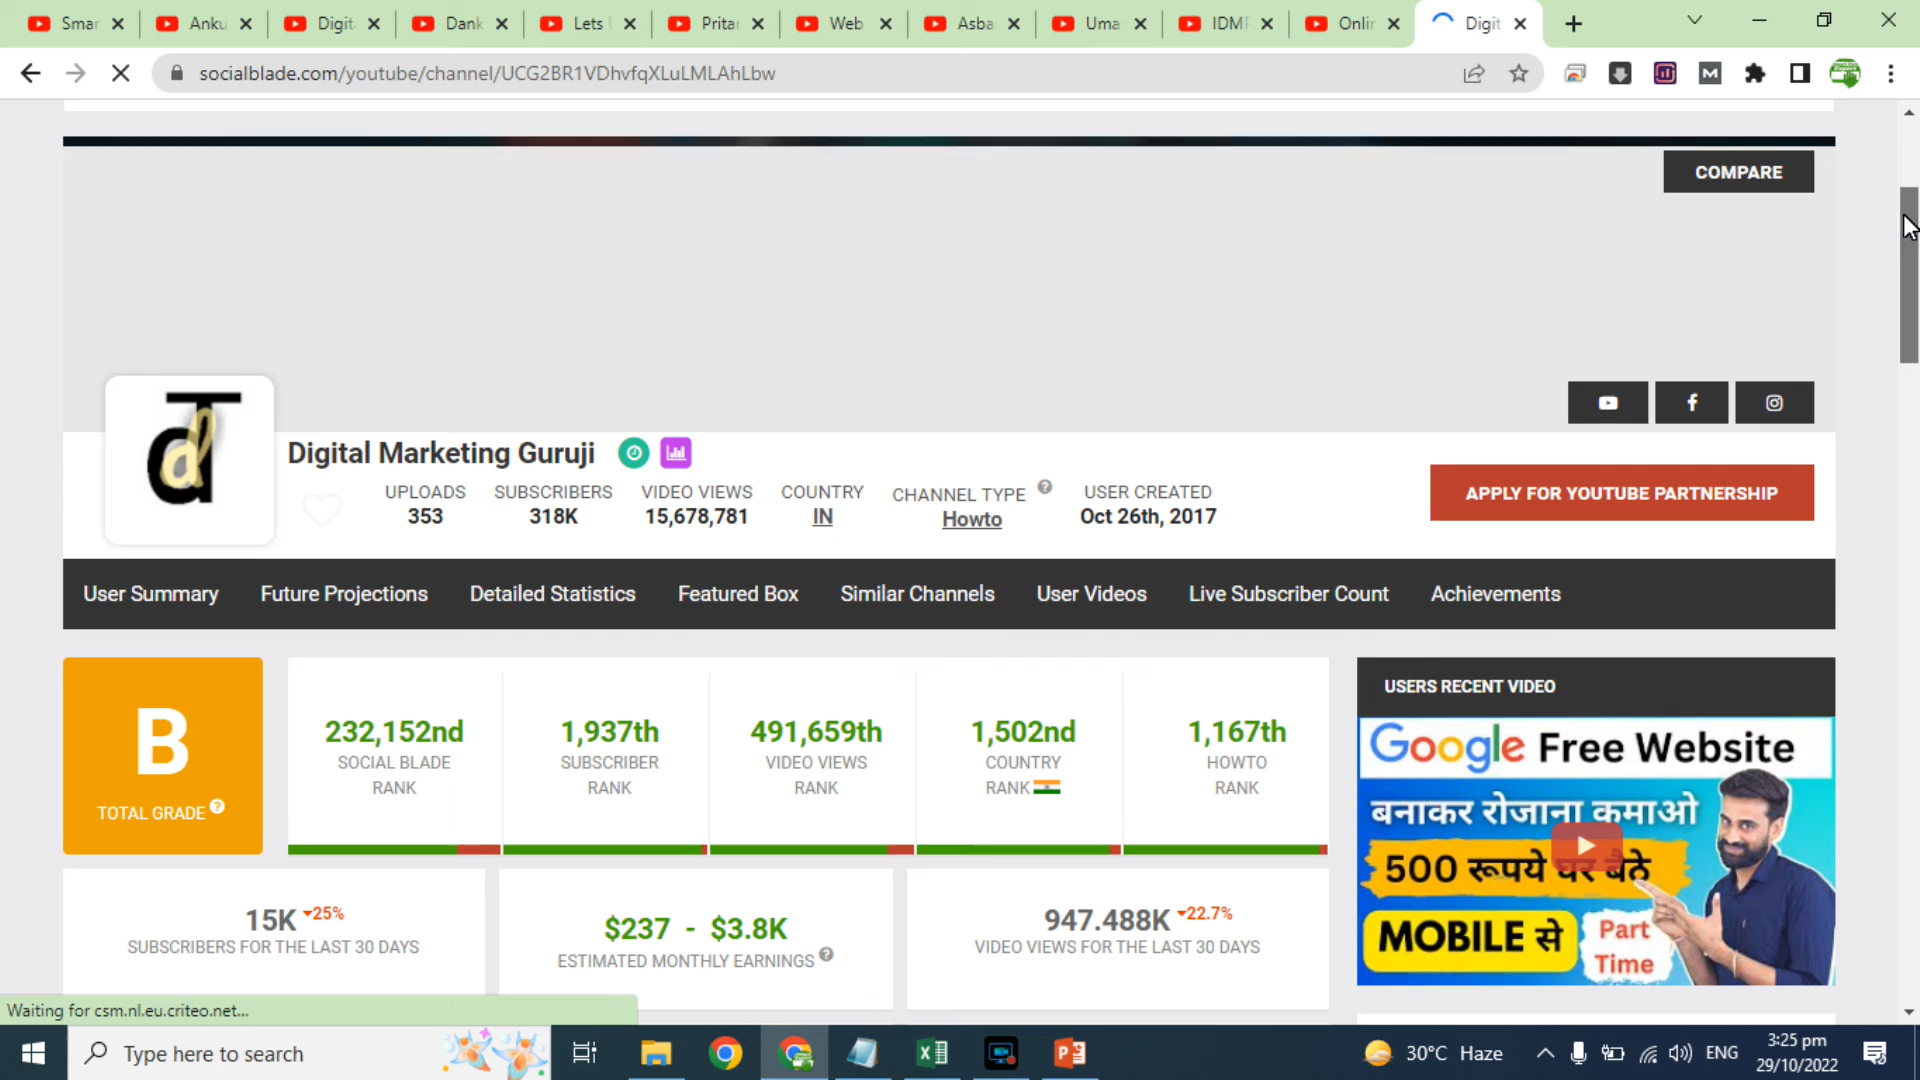 Smar
Anku
Digit
Dank
Lets
Pritar
Web
Asba
Uma
IDMF
Onlin
Digit
socialblade.com/youtube/channel/UCG2BR1VDhvfqXLuLMLAhLbw
COMPARE
Digital Marketing Guruji
UPLOADS SUBSCRIBERS VIDEO VIEWS COUNTRY CHANNEL TYPE USER CREATED
353 318K 15,678,781 IN Howto Oct 26th, 2017
APPLY FOR YOUTUBE PARTNERSHIP
User Summary Future Projections Detailed Statistics Featured Box Similar Channels User Videos Live Subscriber Count Achievements
B
TOTAL GRADE
232,152nd
SOCIAL BLADE
RANK
1,937th
SUBSCRIBER
RANK
491,659th
VIDEO VIEWS
RANK
1,502nd
COUNTRY
RANK
1,167th
HOWTO
RANK
USERS RECENT VIDEO
Google Free Website
बनाकर रोजाना कमाओ
500 रूपये घर बैठे
MOBILE से
Part
Time
15K 25%
SUBSCRIBERS FOR THE LAST 30 DAYS
$237 - $3.8K
ESTIMATED MONTHLY EARNINGS
947.488K 22.7%
VIDEO VIEWS FOR THE LAST 30 DAYS
Waiting for csm.nl.eu.criteo.net...
Type here to search
30°C Haze
ENG
3:25 pm
29/10/2022